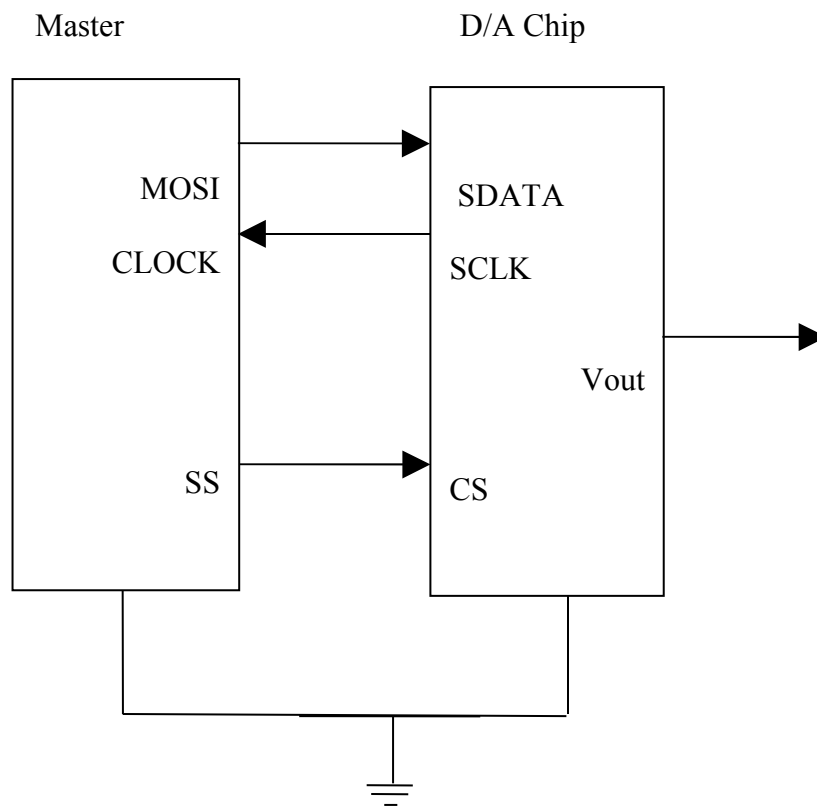 Master
D/A Chip
MOSI
SDATA
CLOCK
SCLK
Vout
SS
CS